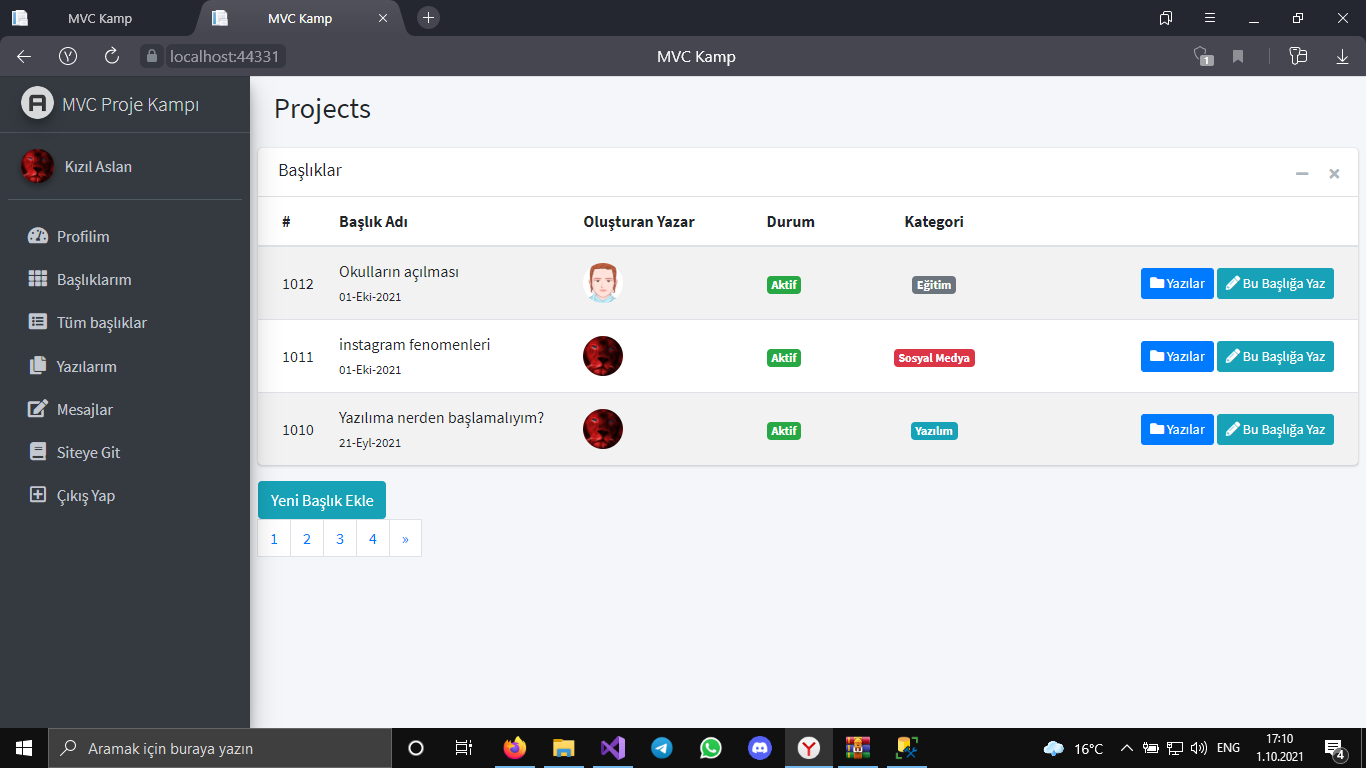 MVC Kamp
MVC Kamp
localhost:44331
MVC Kamp
1
MVC Proje Kampı
Kızıl Aslan
Profilim
Başlıklarım
Tüm başlıklar
Yazılarım
Mesajlar
Siteye Git
Çıkış Yap
Projects
Başlıklar
# Başlık Adı Oluşturan Yazar Durum Kategori
1012 Okulların açılması Aktif Eğitim Yazılar Bu Başlığa Yaz
01-Eki-2021
1011 instagram fenomenleri Aktif Sosyal Medya Yazılar Bu Başlığa Yaz
01-Eki-2021
1010 Yazılıma nerden başlamalıyım? Aktif Yazılım Yazılar Bu Başlığa Yaz
21-Eyl-2021
Yeni Başlık Ekle
1 2 3 4 »
Aramak için buraya yazın
16°C
ENG
17:10
1.10.2021
4